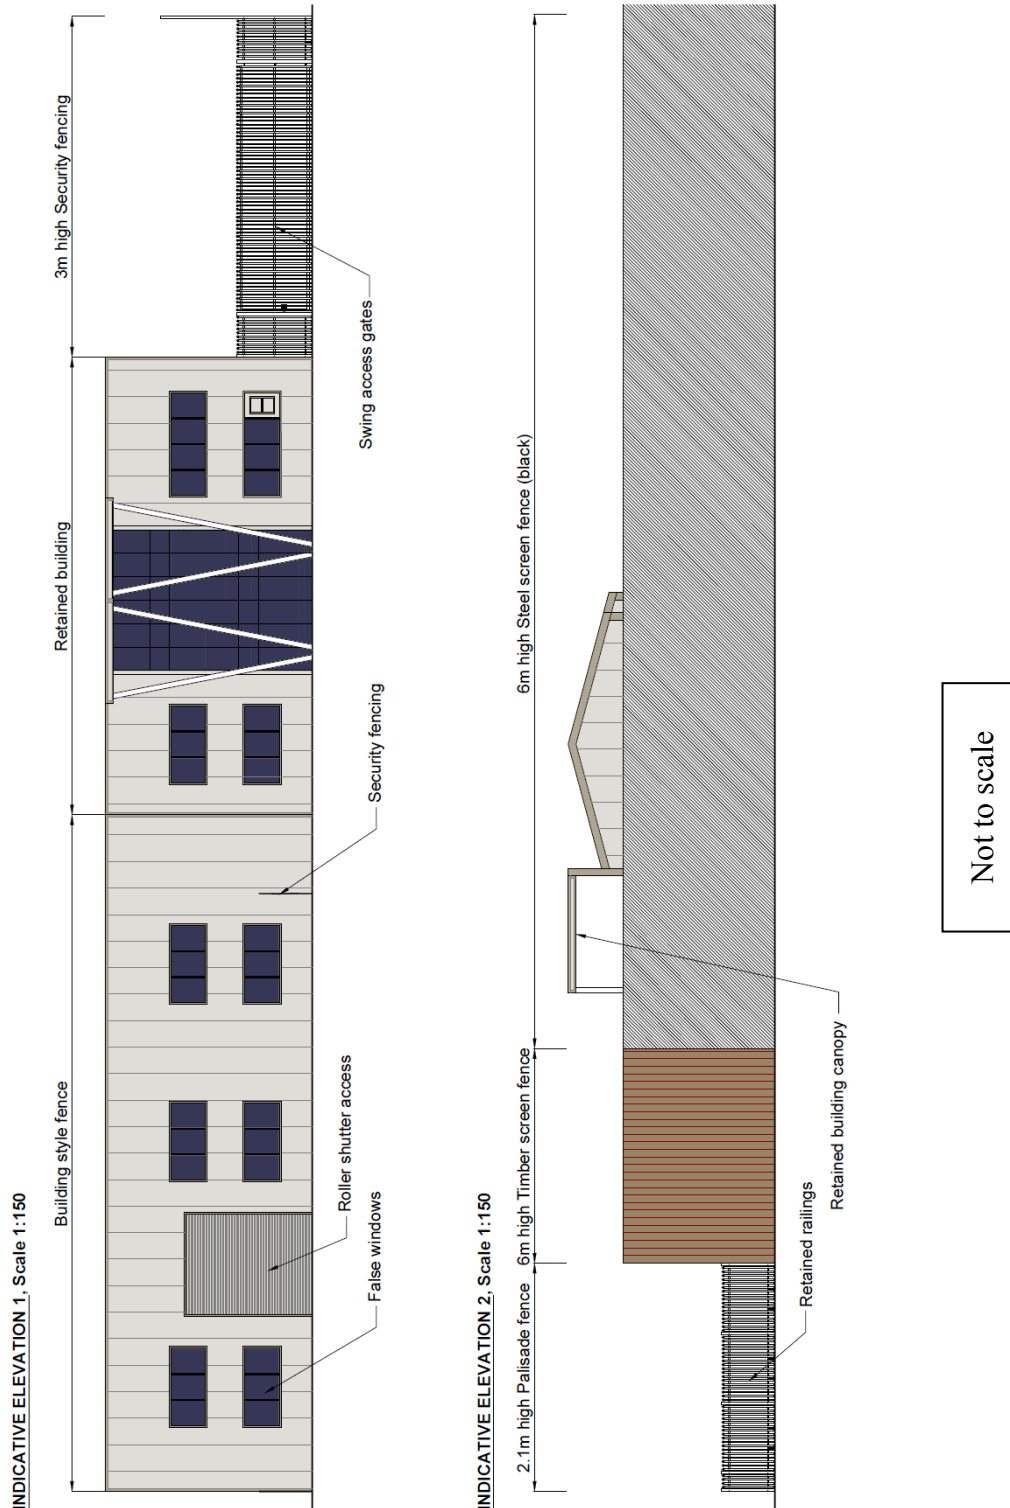 INDICATIVE ELEVATION 1, Scale 1:150
Building style fence
Retained building
3m high Security fencing
False windows
Roller shutter access
Security fencing
Swing access gates
INDICATIVE ELEVATION 2, Scale 1:150
2.1m high Palisade fence
6m high Timber screen fence
6m high Steel screen fence (black)
Retained railings
Retained building canopy
Not to scale